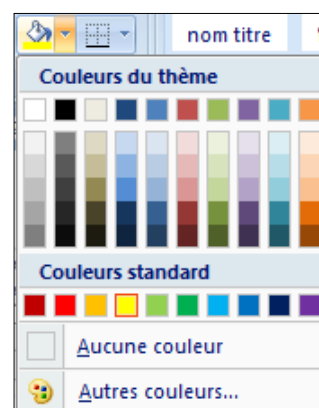 nom titre
Couleurs du thème
Couleurs standard
Aucune couleur
Autres couleurs...